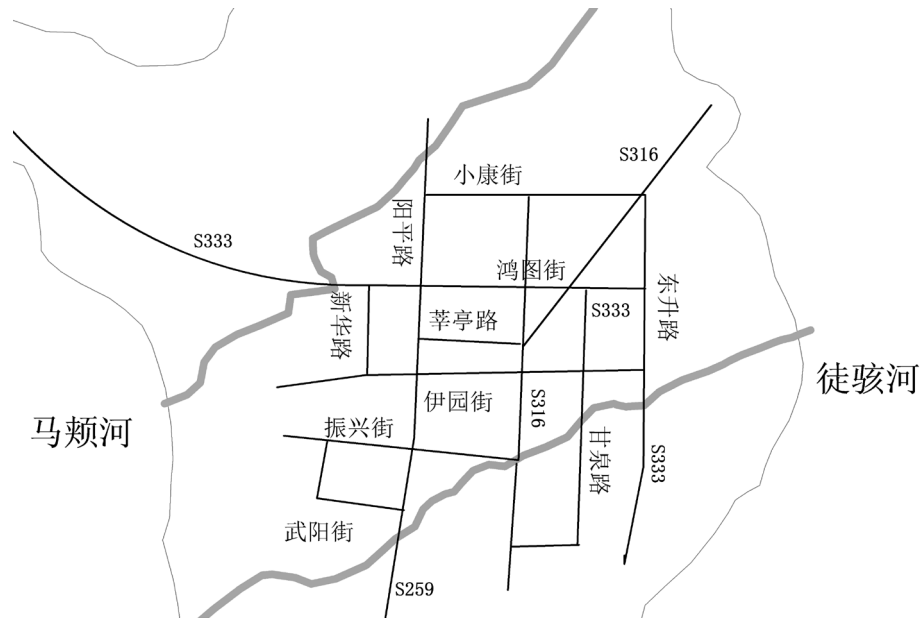 S316
小康街
阳平路
S333
鸿图街
东升路
新华路
莘亭路
S333
徒骇河
马颊河
伊园街
S316
振兴街
甘泉路
S333
武阳街
S259